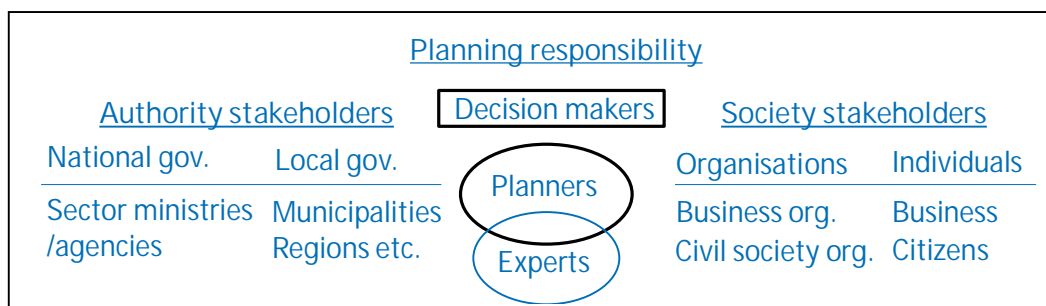 Planning responsibility
Authority stakeholders
Decision makers
Society stakeholders
National gov.
Local gov.
Sector ministries
/agencies
Municipalities
Regions etc.
Planners
Experts
Organisations
Individuals
Business org.
Business
Civil society org.
Citizens